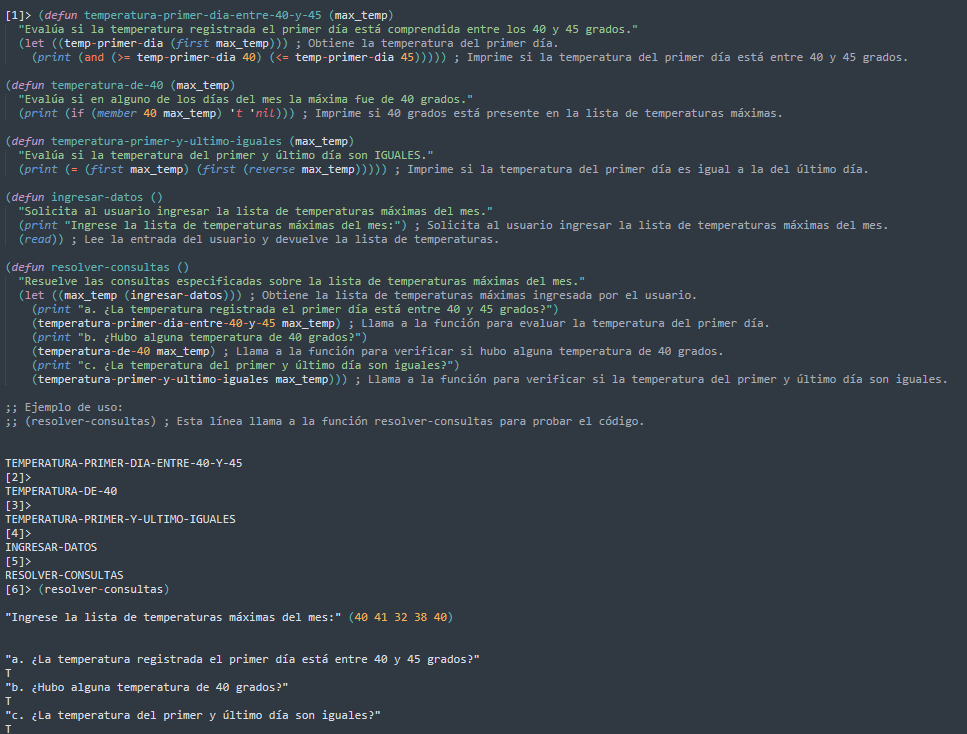 [1]> (defun temperatura-primer-dia-entre-40-y-45 (max_temp)
"Evalúa si la temperatura registrada el primer día está comprendida entre los 40 y 45 grados."
(let ((temp-primer-dia (first max_temp))) ; Obtiene la temperatura del primer día.
(print (and (>= temp-primer-dia 40) (<= temp-primer-dia 45))))) ; Imprime si la temperatura del primer día está entre 40 y 45 grados.
(defun temperatura-de-40 (max_temp)
"Evalúa si en alguno de los días del mes la máxima fue de 40 grados."
(print (if (member 40 max_temp) 't 'nil))) ; Imprime si 40 grados está presente en la lista de temperaturas máximas.
(defun temperatura-primer-y-ultimo-iguales (max_temp)
"Evalúa si la temperatura del primer y último día son IGUALES."
(print (= (first max_temp) (first (reverse max_temp))))) ; Imprime si la temperatura del primer día es igual a la del último día.
(defun ingresar-datos ()
"Solicita al usuario ingresar la lista de temperaturas máximas del mes."
(print "Ingrese la lista de temperaturas máximas del mes:") ; Solicita al usuario ingresar la lista de temperaturas máximas del mes.
(read)) ; Lee la entrada del usuario y devuelve la lista de temperaturas.
(defun resolver-consultas ()
"Resuelve las consultas especificadas sobre la lista de temperaturas máximas del mes."
(let ((max_temp (ingresar-datos))) ; Obtiene la lista de temperaturas máximas ingresada por el usuario.
(print "a. ¿La temperatura registrada el primer día está entre 40 y 45 grados?")
(temperatura-primer-dia-entre-40-y-45 max_temp) ; Llama a la función para evaluar la temperatura del primer día.
(print "b. ¿Hubo alguna temperatura de 40 grados?")
(temperatura-de-40 max_temp) ; Llama a la función para verificar si hubo alguna temperatura de 40 grados.
(print "c. ¿La temperatura del primer y último día son iguales?")
(temperatura-primer-y-ultimo-iguales max_temp))) ; Llama a la función para verificar si la temperatura del primer y último día son iguales.
;; Ejemplo de uso:
;; (resolver-consultas) ; Esta línea llama a la función resolver-consultas para probar el código.
TEMPERATURA-PRIMER-DIA-ENTRE-40-Y-45
[2]>
TEMPERATURA-DE-40
[3]>
TEMPERATURA-PRIMER-Y-ULTIMO-IGUALES
[4]>
INGRESAR-DATOS
[5]>
RESOLVER-CONSULTAS
[6]> (resolver-consultas)
"Ingrese la lista de temperaturas máximas del mes:" (40 41 32 38 40)
"a. ¿La temperatura registrada el primer día está entre 40 y 45 grados?"
T
"b. ¿Hubo alguna temperatura de 40 grados?"
T
"c. ¿La temperatura del primer y último día son iguales?"
T